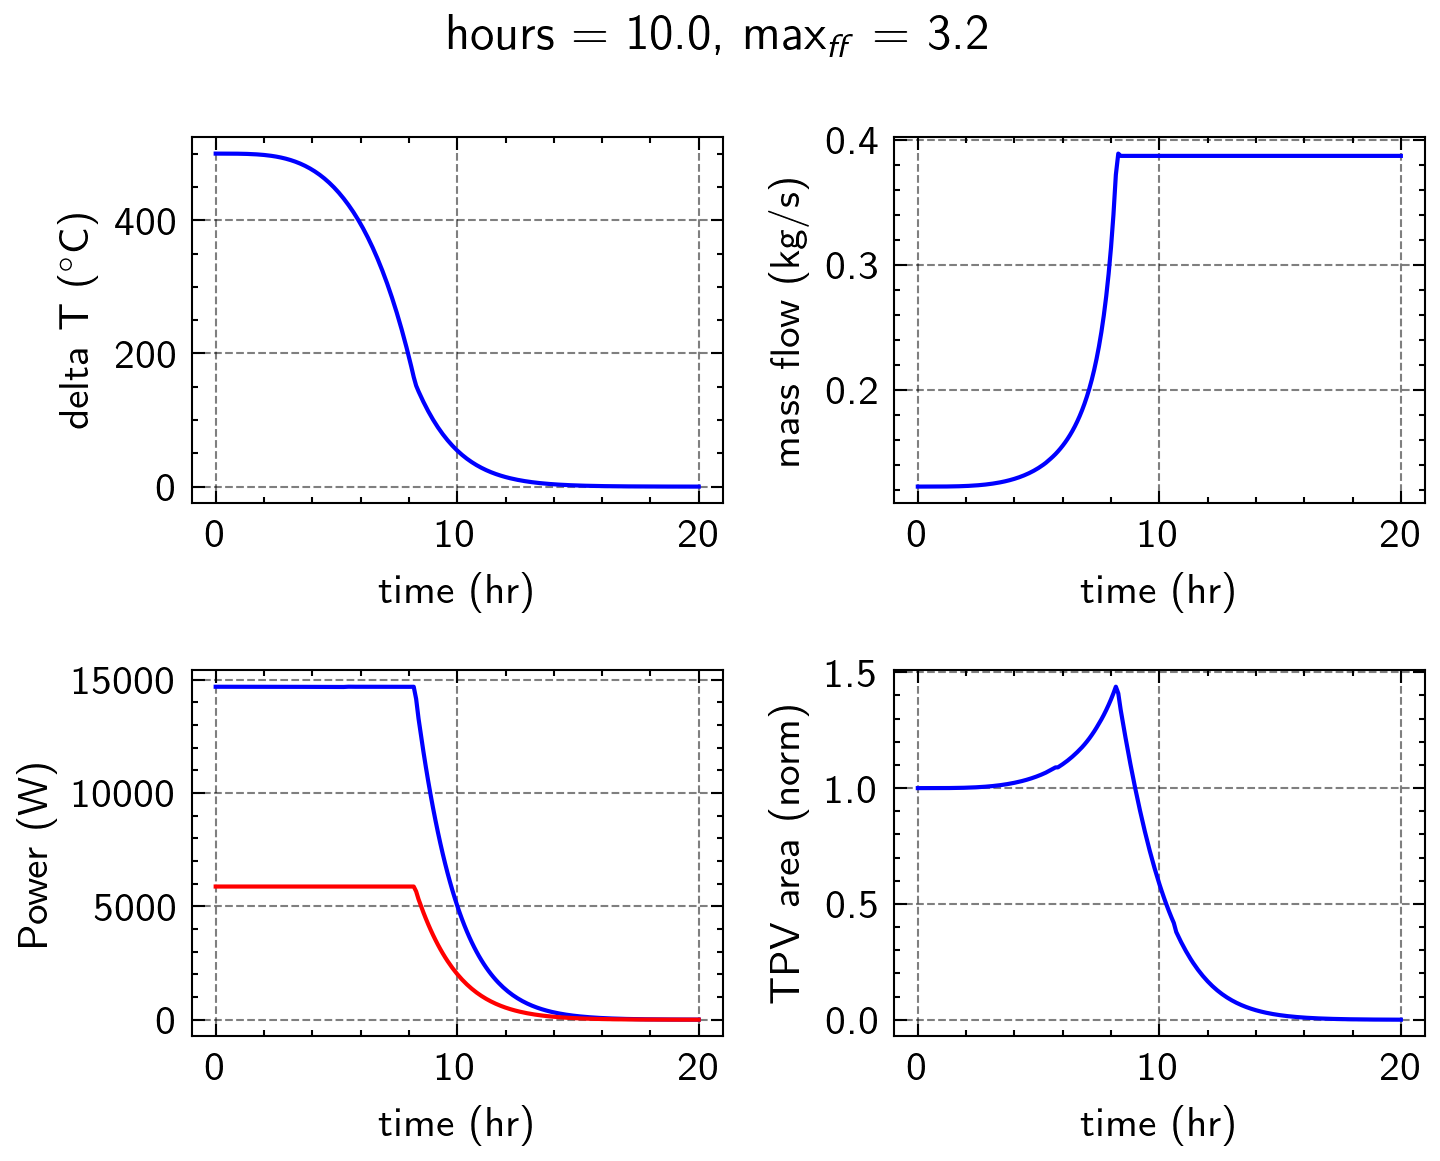 hours = 10.0, max_ff = 3.2
delta T (°C)
400
200
0
0 10 20
time (hr)
mass flow (kg/s)
0.4
0.3
0.2
0 10 20
time (hr)
Power (W)
15000
10000
5000
0
0 10 20
time (hr)
TPV area (norm)
1.5
1.0
0.5
0.0
0 10 20
time (hr)